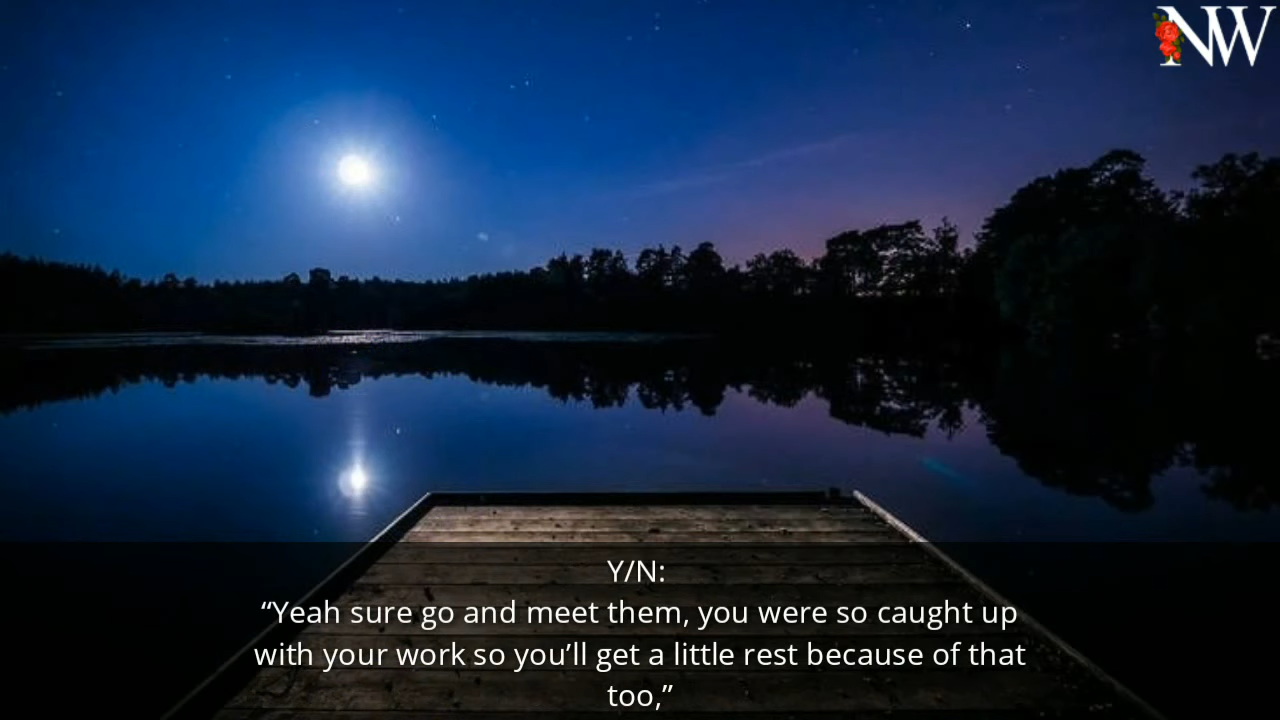 NW
Y/N:
“Yeah sure go and meet them, you were so caught up
with your work so you’ll get a little rest because of that
too,”